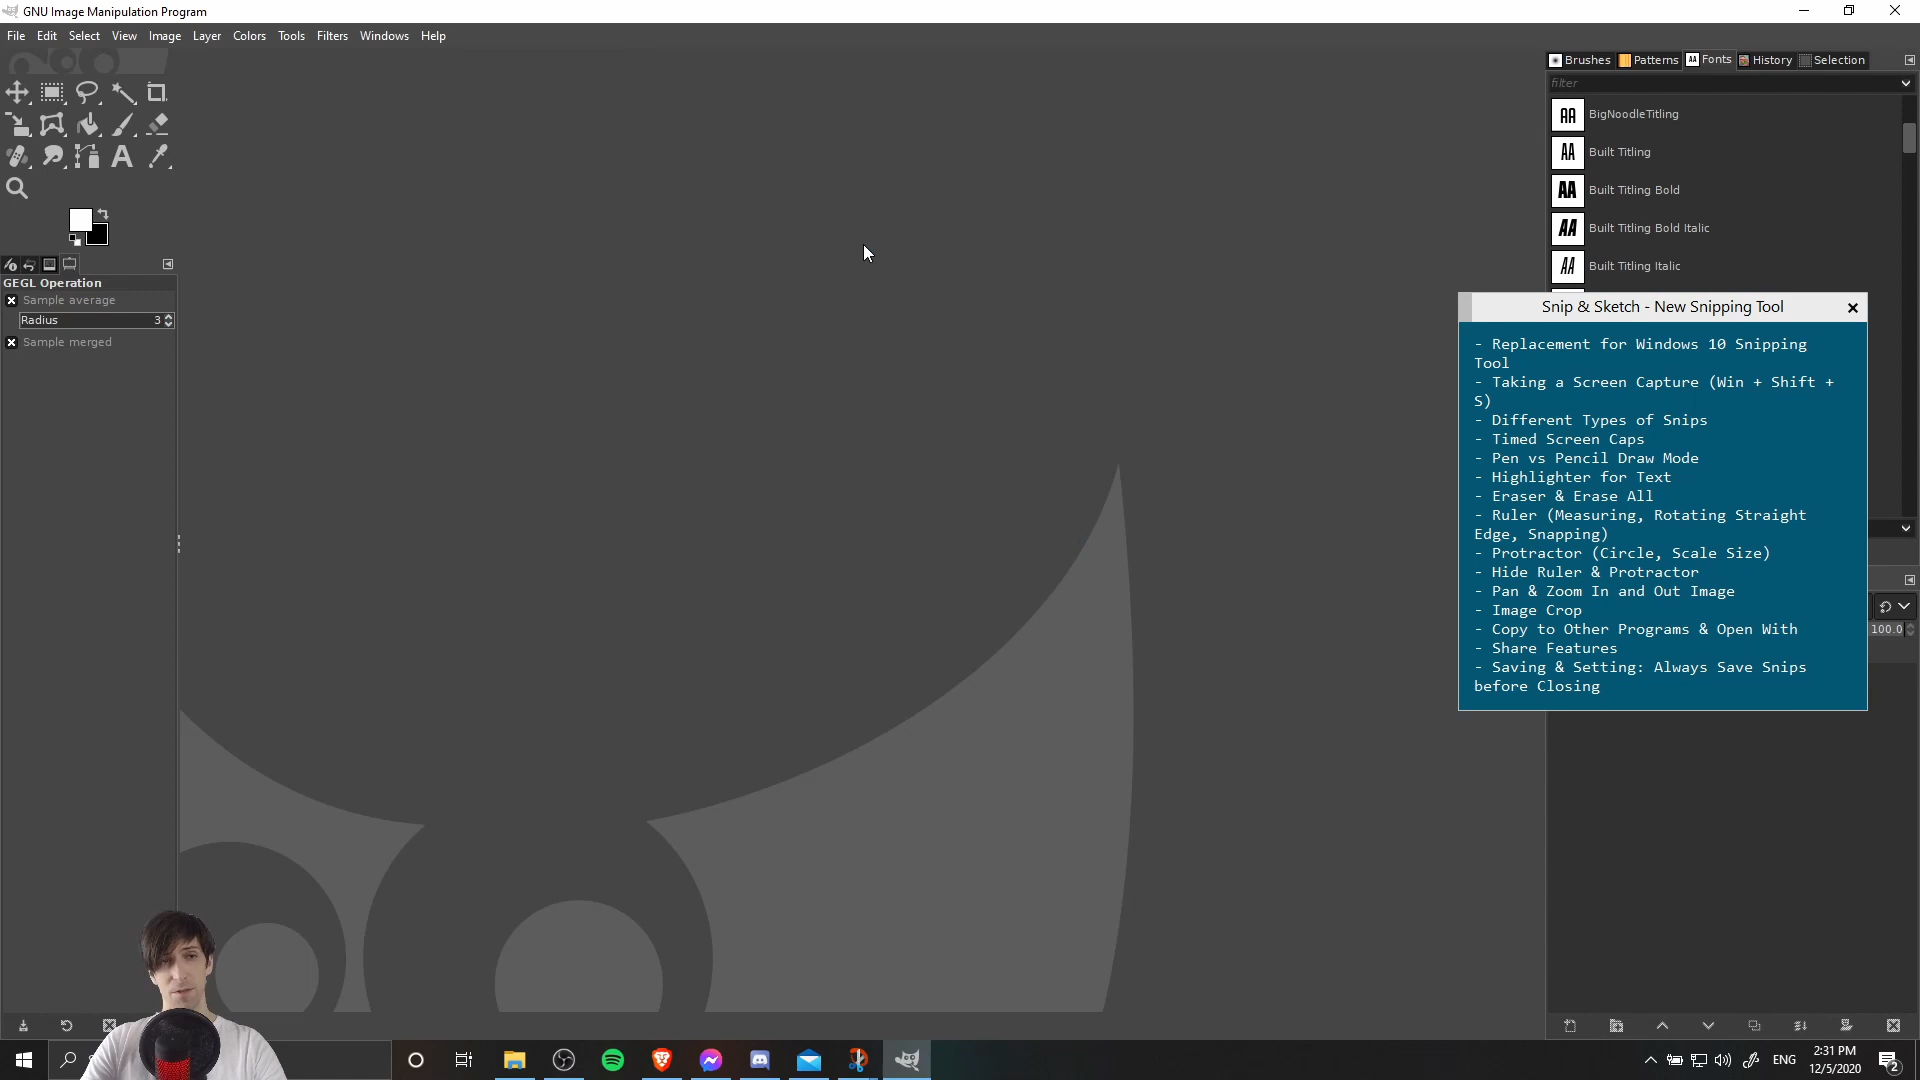 GNU Image Manipulation Program
File Edit Select View Image Layer Colors Tools Filters Windows Help
Brushes Patterns Fonts History Selection
filter
BigNoodleTitling
Built Titling
Built Titling Bold
Built Titling Bold Italic
Built Titling Italic
GEGL Operation
Sample average
Radius 3
Sample merged
Snip & Sketch - New Snipping Tool
- Replacement for Windows 10 Snipping
Tool
- Taking a Screen Capture (Win + Shift +
S)
- Different Types of Snips
- Timed Screen Caps
- Pen vs Pencil Draw Mode
- Highlighter for Text
- Eraser & Erase All
- Ruler (Measuring, Rotating Straight
Edge, Snapping)
- Protractor (Circle, Scale Size)
- Hide Ruler & Protractor
- Pan & Zoom In and Out Image
- Image Crop
- Copy to Other Programs & Open With
- Share Features
- Saving & Setting: Always Save Snips
before Closing
100.0
ENG
2:31 PM
12/5/2020
2